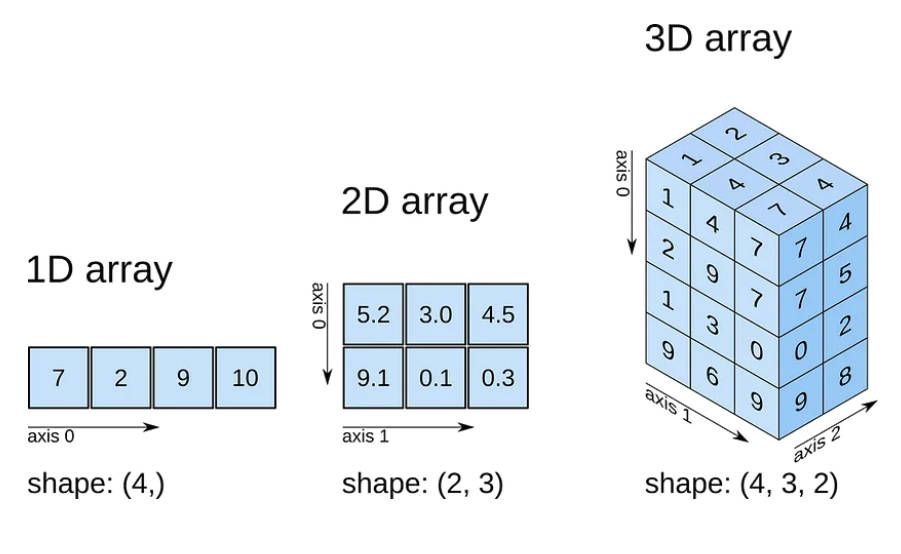 1D array
7 2 9 10
axis 0
shape: (4,)
2D array
axis 0
5.2 3.0 4.5
9.1 0.1 0.3
axis 1
shape: (2, 3)
3D array
axis 0
2
1 3
4 4
7
1 4 7 7 4
2 9 7 7 5
1 3 0 0 2
9 6 9 9 8
axis 1
axis 2
shape: (4, 3, 2)